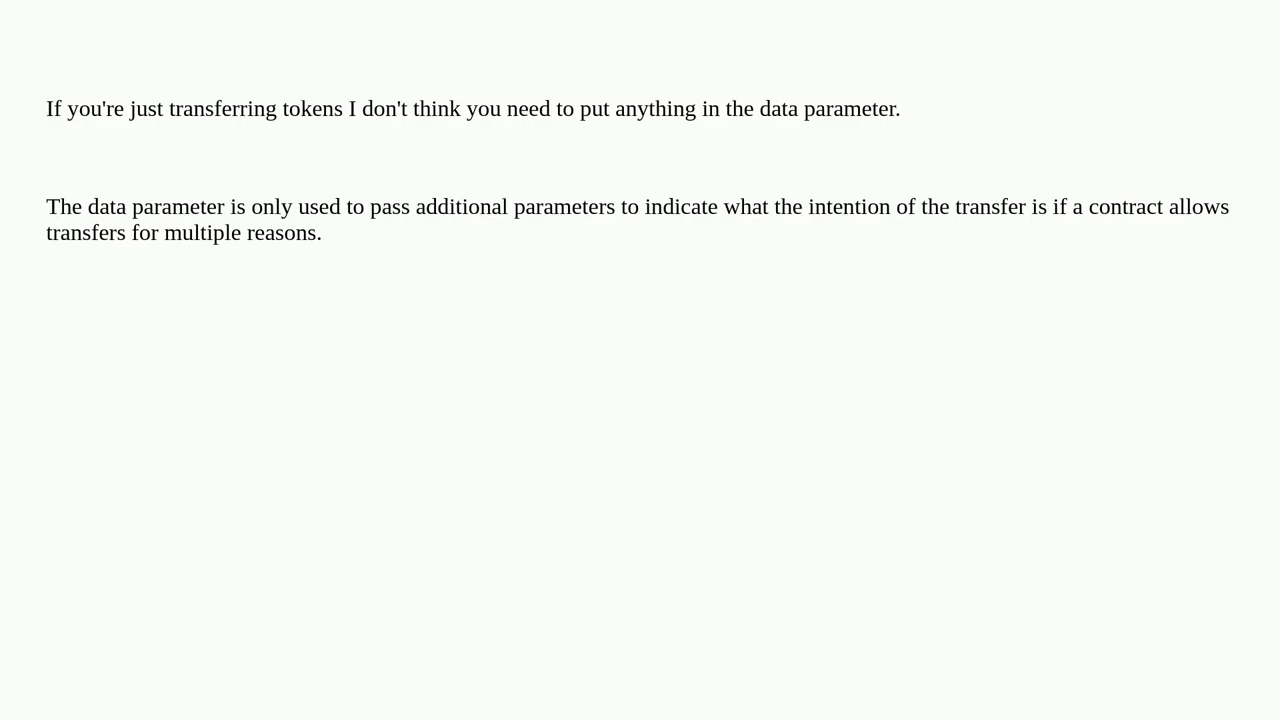 If you're just transferring tokens I don't think you need to put anything in the data parameter.
The data parameter is only used to pass additional parameters to indicate what the intention of the transfer is if a contract allows
transfers for multiple reasons.